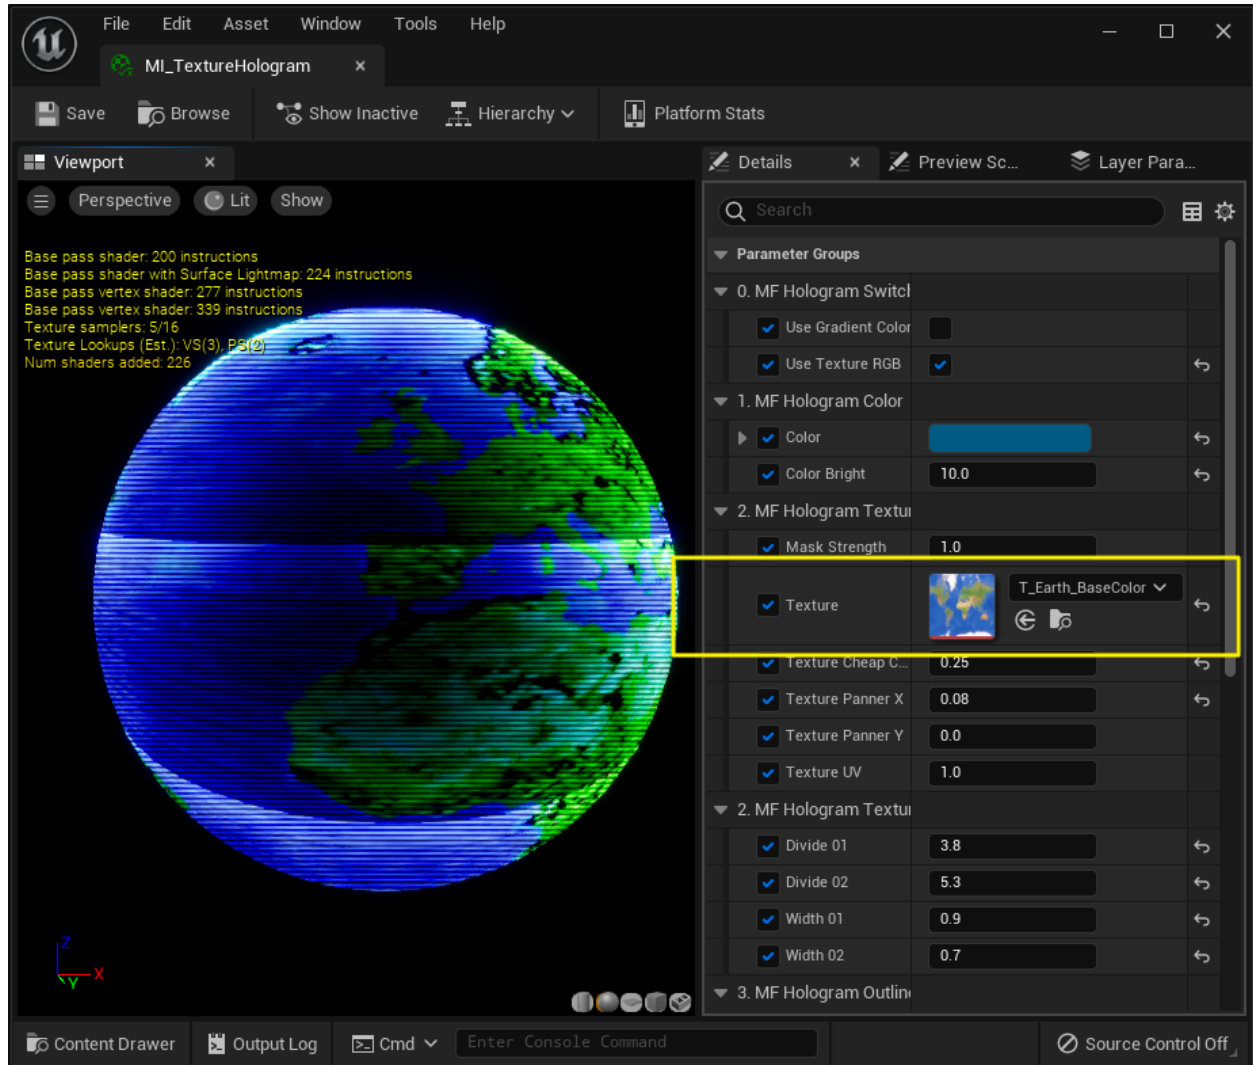 File Edit Asset Window Tools Help
MI_TextureHologram
Save Browse Show Inactive Hierarchy Platform Stats
Viewport
Perspective Lit Show
Base pass shader: 200 instructions
Base pass shader with Surface Lightmap: 224 instructions
Base pass vertex shader: 277 instructions
Base pass vertex shader: 339 instructions
Texture samplers: 5/16
Texture Lookups (Est.): VS(3), PS(2)
Num shaders added: 226
Z
X
Y
Details Preview Sc... Layer Para...
Search
Parameter Groups
0. MF Hologram Switch
Use Gradient Color
Use Texture RGB
1. MF Hologram Color
Color
Color Bright 10.0
2. MF Hologram Textur
Mask Strength 1.0
Texture T_Earth_BaseColor
Texture Cheap C... 0.25
Texture Panner X 0.08
Texture Panner Y 0.0
Texture UV 1.0
2. MF Hologram Textur
Divide 01 3.8
Divide 02 5.3
Width 01 0.9
Width 02 0.7
3. MF Hologram Outline
Content Drawer Output Log Cmd Enter Console Command Source Control Off